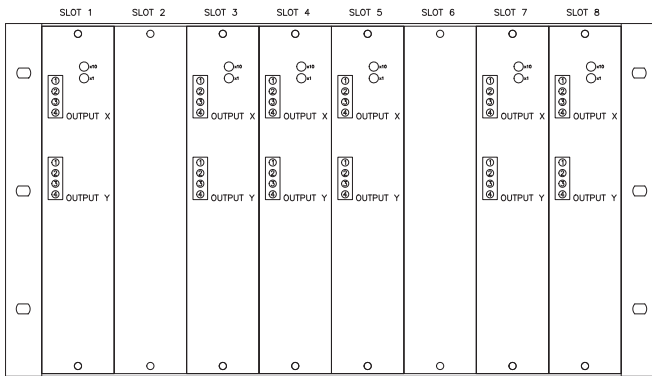 SLOT 1 SLOT 2 SLOT 3 SLOT 4 SLOT 5 SLOT 6 SLOT 7 SLOT 8
x10 x10 x10 x10 x10 x10
x1 x1 x1 x1 x1 x1
1 1 1 1 1 1
2 2 2 2 2 2
3 3 3 3 3 3
4 OUTPUT X 4 OUTPUT X 4 OUTPUT X 4 OUTPUT X 4 OUTPUT X 4 OUTPUT X
1 1 1 1 1 1
2 2 2 2 2 2
3 3 3 3 3 3
4 OUTPUT Y 4 OUTPUT Y 4 OUTPUT Y 4 OUTPUT Y 4 OUTPUT Y 4 OUTPUT Y